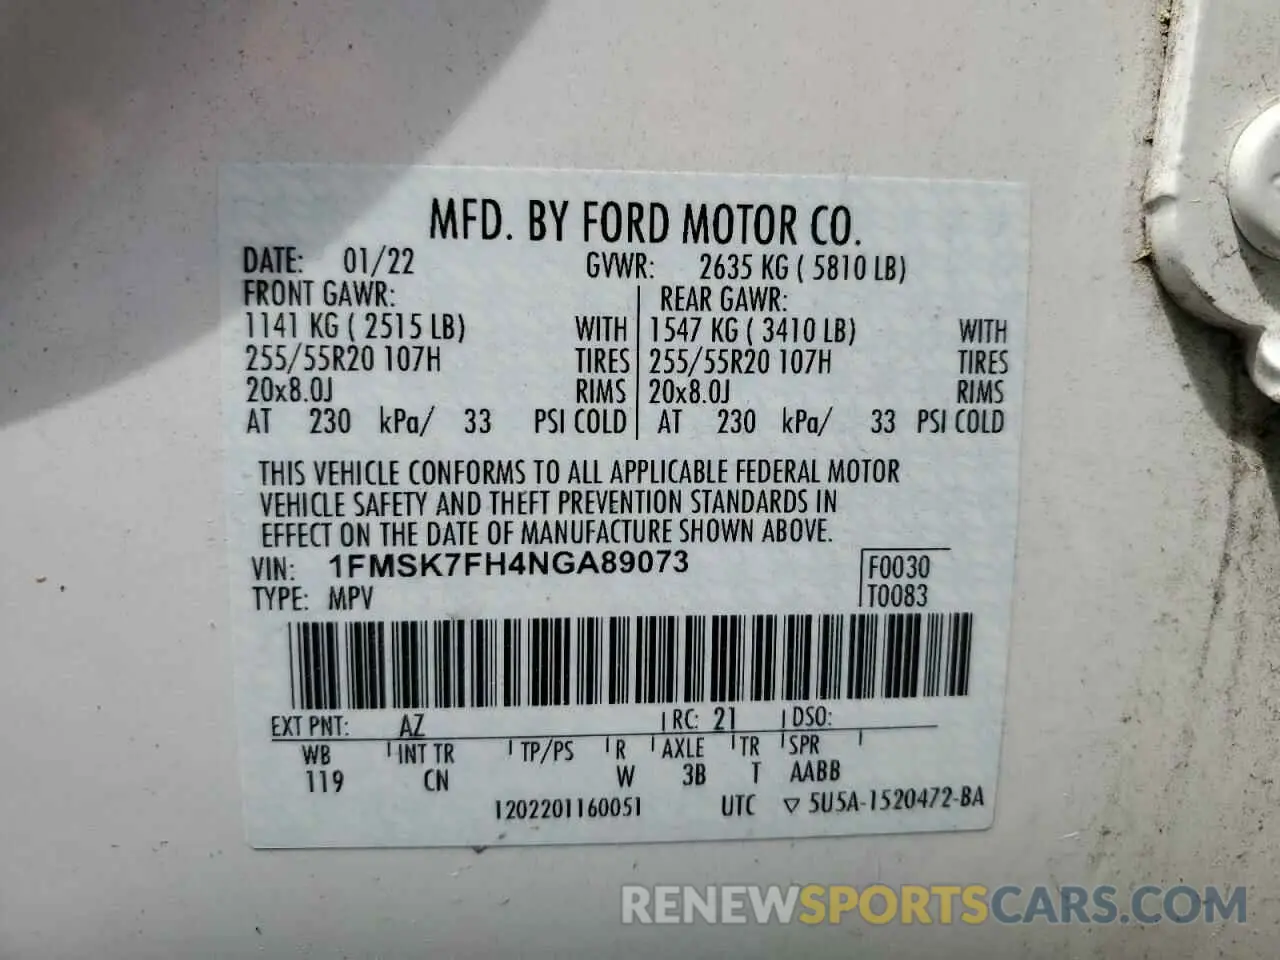 MFD. BY FORD MOTOR CO.
DATE: 01/22 GVWR: 2635 KG ( 5810 LB)
FRONT GAWR: REAR GAWR:
1141 KG ( 2515 LB) WITH 1547 KG ( 3410 LB) WITH
255/55R20 107H TIRES 255/55R20 107H TIRES
20x8.0J RIMS 20x8.0J RIMS
AT 230 kPa/ 33 PSI COLD AT 230 kPa/ 33 PSI COLD
THIS VEHICLE CONFORMS TO ALL APPLICABLE FEDERAL MOTOR
VEHICLE SAFETY AND THEFT PREVENTION STANDARDS IN
EFFECT ON THE DATE OF MANUFACTURE SHOWN ABOVE.
VIN: 1FMSK7FH4NGA89073 F0030
TYPE: MPV T0083
EXT PNT: AZ RC: 21 DSO:
WB INT TR TP/PS R AXLE TR SPR
119 CN W 3B T AABB
1202201160051 UTC ▽ 5U5A-1520472-BA
RENEWSPORTSCARS.COM